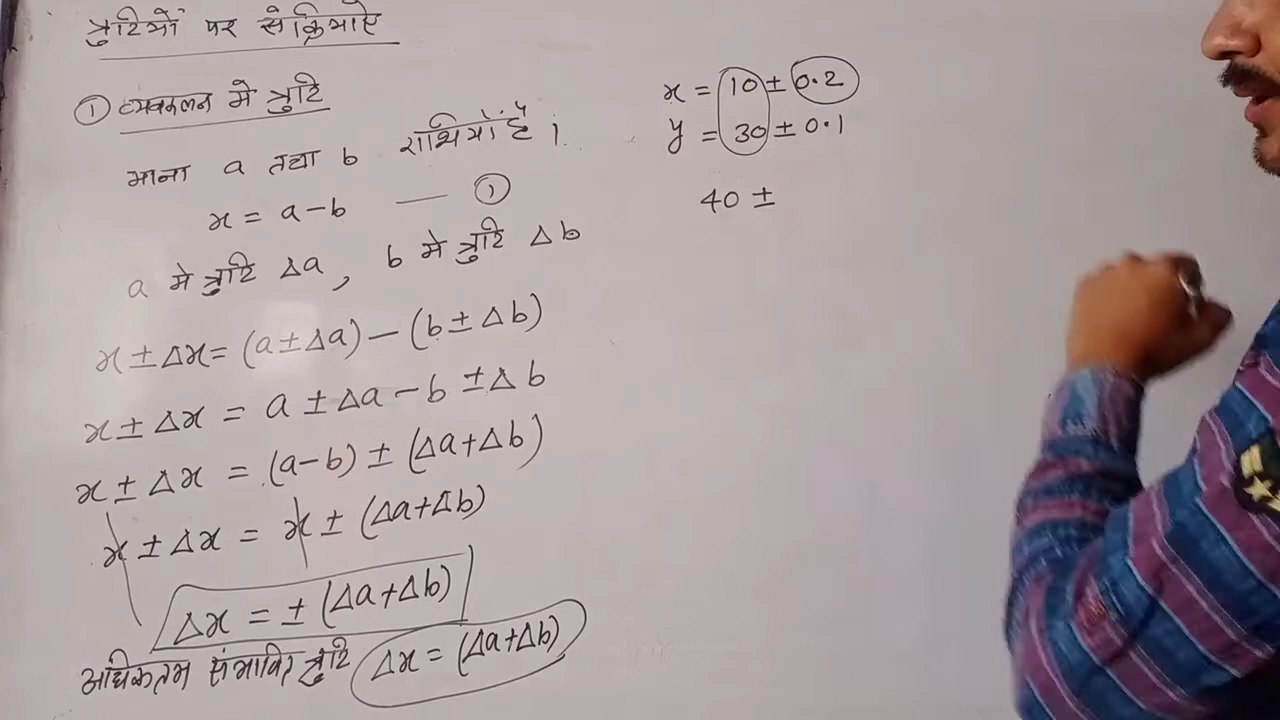 त्रुटियों पर संक्रियाएे
① व्यवकलन मे त्रुटि
माना a तथा b राशियाँ हैं ।
x = a-b — ①
a मे त्रुटि Δa, b मे त्रुटि Δb
x ± Δx = (a ± Δa) - (b ± Δb)
x ± Δx = a ± Δa - b ± Δb
x ± Δx = (a-b) ± (Δa+Δb)
x ± Δx = x ± (Δa+Δb)
Δx = ± (Δa+Δb)
अधिकतम संभावित त्रुटि Δx = (Δa+Δb)
x = 10 ± 0.2
y = 30 ± 0.1
40 ±